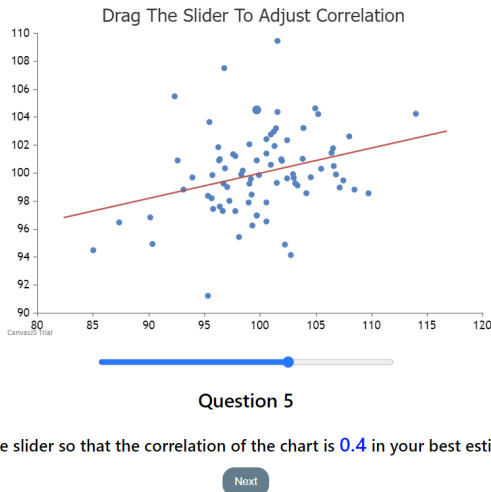 Drag The Slider To Adjust Correlation
110
108
106
104
102
100
98
96
94
92
90
80 85 90 95 100 105 110 115 120
CanvasJS Trial
Question 5
e slider so that the correlation of the chart is 0.4 in your best esti
Next